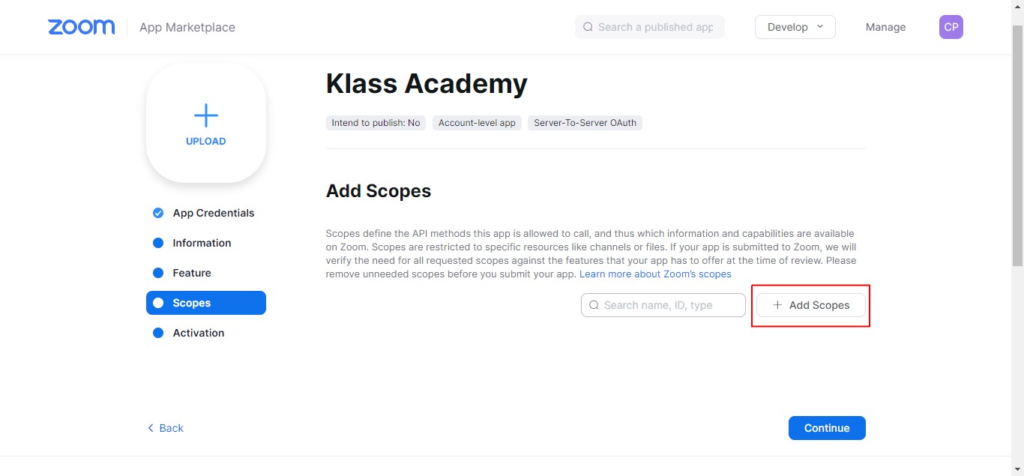 zoom
App Marketplace
Search a published app
Develop
Manage
CP
UPLOAD
Klass Academy
Intend to publish: No
Account-level app
Server-To-Server OAuth
App Credentials
Information
Feature
Scopes
Activation
Add Scopes
Scopes define the API methods this app is allowed to call, and thus which information and capabilities are available
on Zoom. Scopes are restricted to specific resources like channels or files. If your app is submitted to Zoom, we will
verify the need for all requested scopes against the features that your app has to offer at the time of review. Please
remove unneeded scopes before you submit your app. Learn more about Zoom's scopes
Search name, ID, type
Add Scopes
Back
Continue